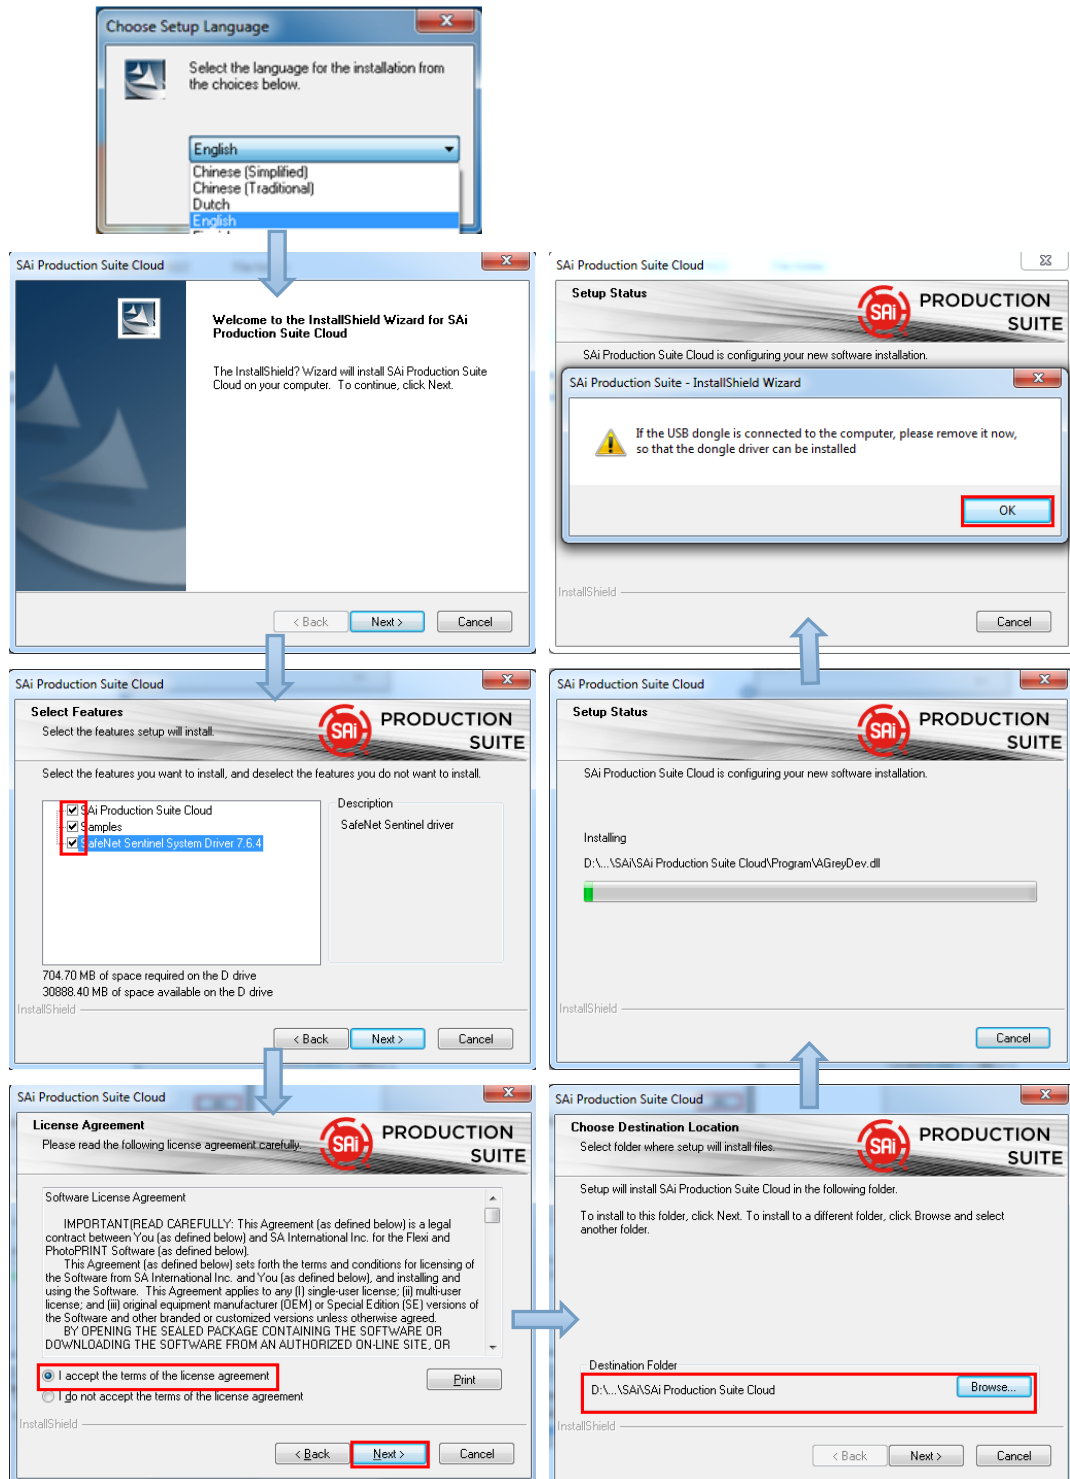 Choose Setup Language
Select the language for the installation from
the choices below.
English
Chinese (Simplified)
Chinese (Traditional)
Dutch
English
SAi Production Suite Cloud
Welcome to the InstallShield Wizard for SAi
Production Suite Cloud
The InstallShield? Wizard will install SAi Production Suite
Cloud on your computer. To continue, click Next.
< Back
Next >
Cancel
SAi Production Suite Cloud
Select Features
Select the features setup will install.
SAi
PRODUCTION
SUITE
Select the features you want to install, and deselect the features you do not want to install.
SAi Production Suite Cloud
Samples
SafeNet Sentinel System Driver 7.6.4
Description
SafeNet Sentinel driver
704.70 MB of space required on the D drive
30888.40 MB of space available on the D drive
InstallShield
< Back
Next >
Cancel
SAi Production Suite Cloud
License Agreement
Please read the following license agreement carefully.
SAi
PRODUCTION
SUITE
Software License Agreement
IMPORTANT(READ CAREFULLY: This Agreement (as defined below) is a legal
contract between You (as defined below) and SA International Inc. for the Flexi and
PhotoPRINT Software (as defined below).
This Agreement (as defined below) sets forth the terms and conditions for licensing of
the Software from SA International Inc. and You (as defined below), and installing and
using the Software. This Agreement applies to any (I) single-user license; (ii) multi-user
license; and (iii) original equipment manufacturer (OEM) or Special Edition (SE) versions of
the Software and other branded or customized versions unless otherwise agreed.
BY OPENING THE SEALED PACKAGE CONTAINING THE SOFTWARE OR
DOWNLOADING THE SOFTWARE FROM AN AUTHORIZED ON-LINE SITE, OR
I accept the terms of the license agreement
I do not accept the terms of the license agreement
Print
InstallShield
< Back
Next >
Cancel
SAi Production Suite Cloud
Choose Destination Location
Select folder where setup will install files.
SAi
PRODUCTION
SUITE
Setup will install SAi Production Suite Cloud in the following folder.
To install to this folder, click Next. To install to a different folder, click Browse and select
another folder.
Destination Folder
D:\...\SAi\SAi Production Suite Cloud
Browse...
InstallShield
< Back
Next >
Cancel
SAi Production Suite Cloud
Setup Status
SAi
PRODUCTION
SUITE
SAi Production Suite Cloud is configuring your new software installation.
Installing
D:\...\SAi\SAi Production Suite Cloud\Program\AGreyDev.dll
InstallShield
Cancel
SAi Production Suite Cloud
Setup Status
SAi
PRODUCTION
SUITE
SAi Production Suite Cloud is configuring your new software installation.
SAi Production Suite - InstallShield Wizard
If the USB dongle is connected to the computer, please remove it now,
so that the dongle driver can be installed
OK
InstallShield
Cancel